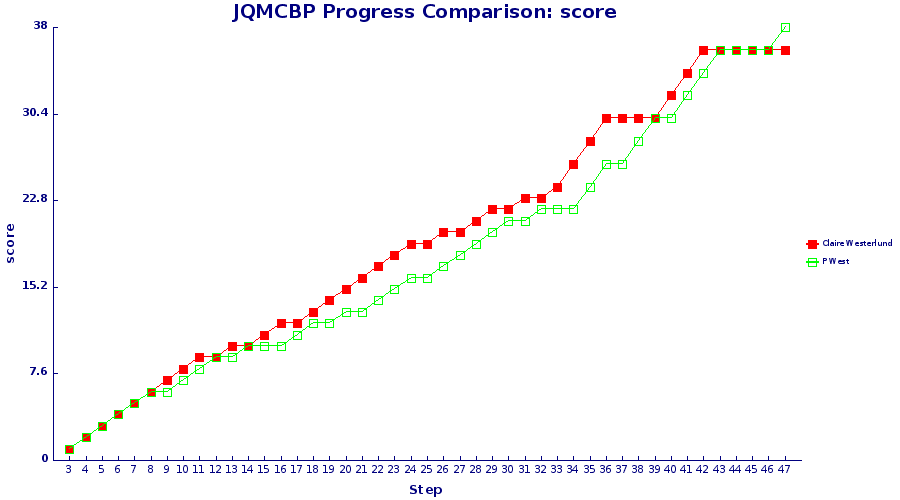 JQMCBP Progress Comparison: score
38
30.4
22.8
15.2
7.6
0
score
3 4 5 6 7 8 9 10 11 12 13 14 15 16 17 18 19 20 21 22 23 24 25 26 27 28 29 30 31 32 33 34 35 36 37 38 39 40 41 42 43 44 45 46 47
Step
Claire Westerlund
P West